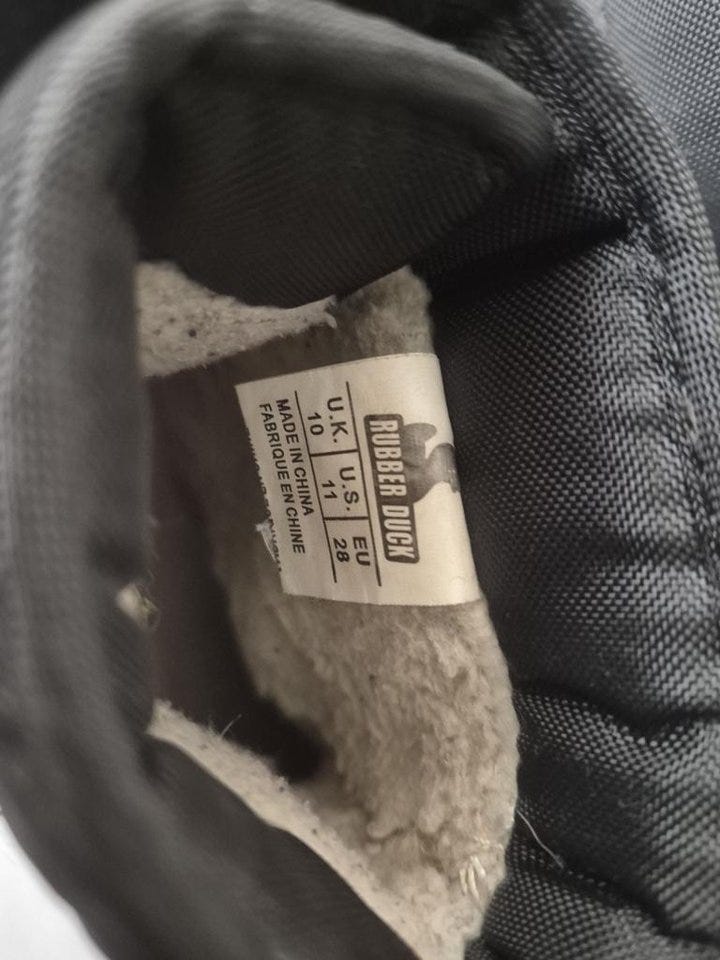 RUBBER DUCK
U.K. U.S. EU
10 11 28
MADE IN CHINA
FABRIQUE EN CHINE